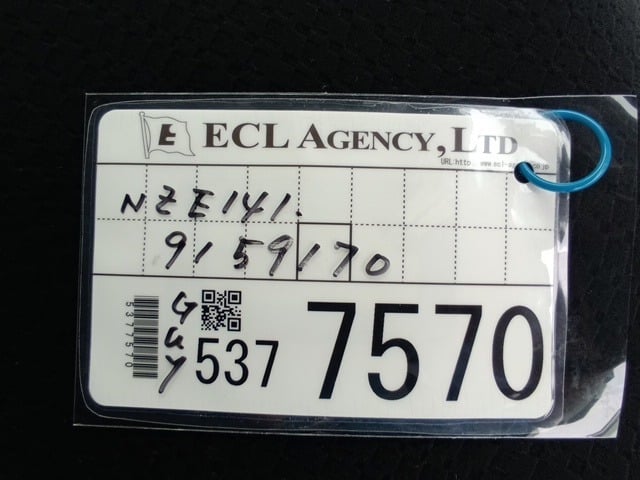 E ECL AGENCY, LTD
NZE141.
9159170
5377570
GUY
537 7570